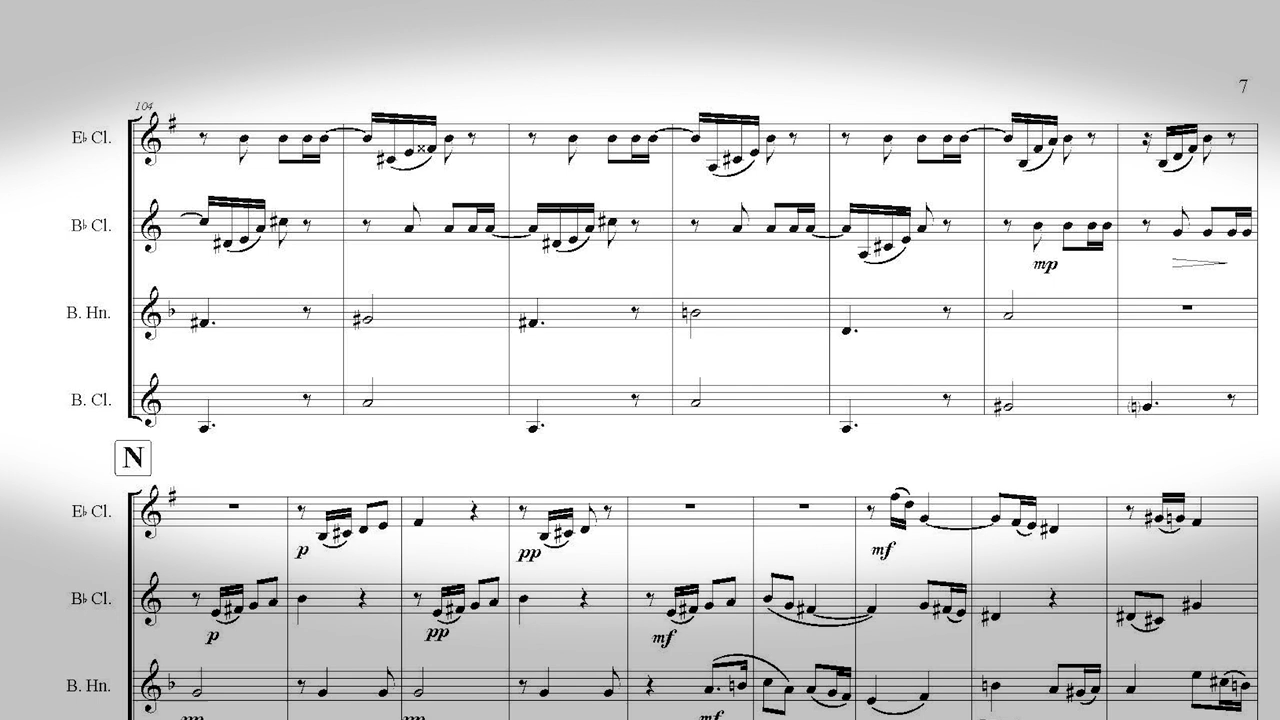 7
104
E♭ Cl.
B♭ Cl.
mp
B. Hn.
B. Cl.
N
E♭ Cl.
p pp mf
B♭ Cl.
p pp mf
B. Hn.
mf